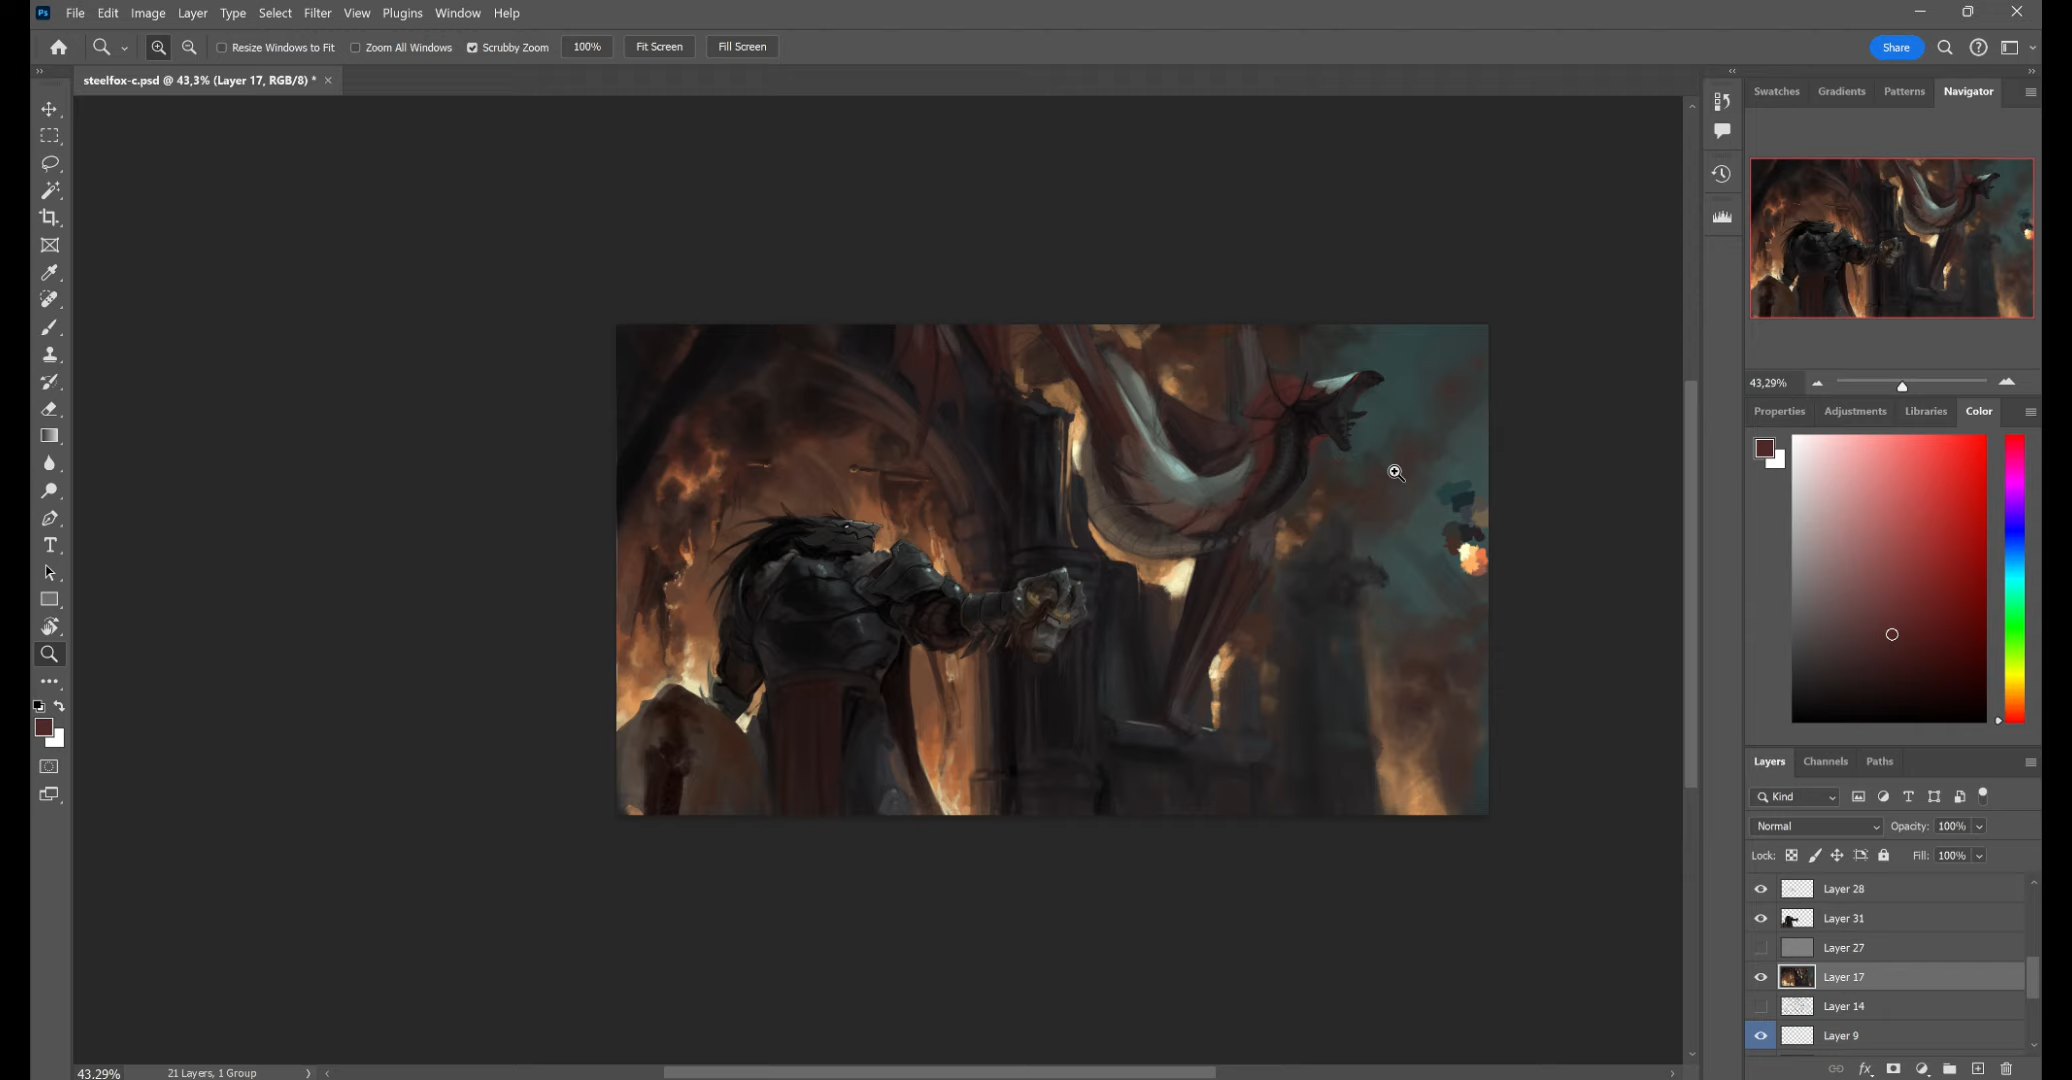 Ps File Edit Image Layer Type Select Filter View Plugins Window Help
Resize Windows to Fit Zoom All Windows Scrubby Zoom 100% Fit Screen Fill Screen Share
steelfox-c.psd @ 43,3% (Layer 17, RGB/8) *
Swatches Gradients Patterns Navigator
43,29%
Properties Adjustments Libraries Color
Layers Channels Paths
Kind
Normal Opacity: 100%
Lock: Fill: 100%
Layer 28
Layer 31
Layer 27
Layer 17
Layer 14
Layer 9
43,29% 21 Layers, 1 Group